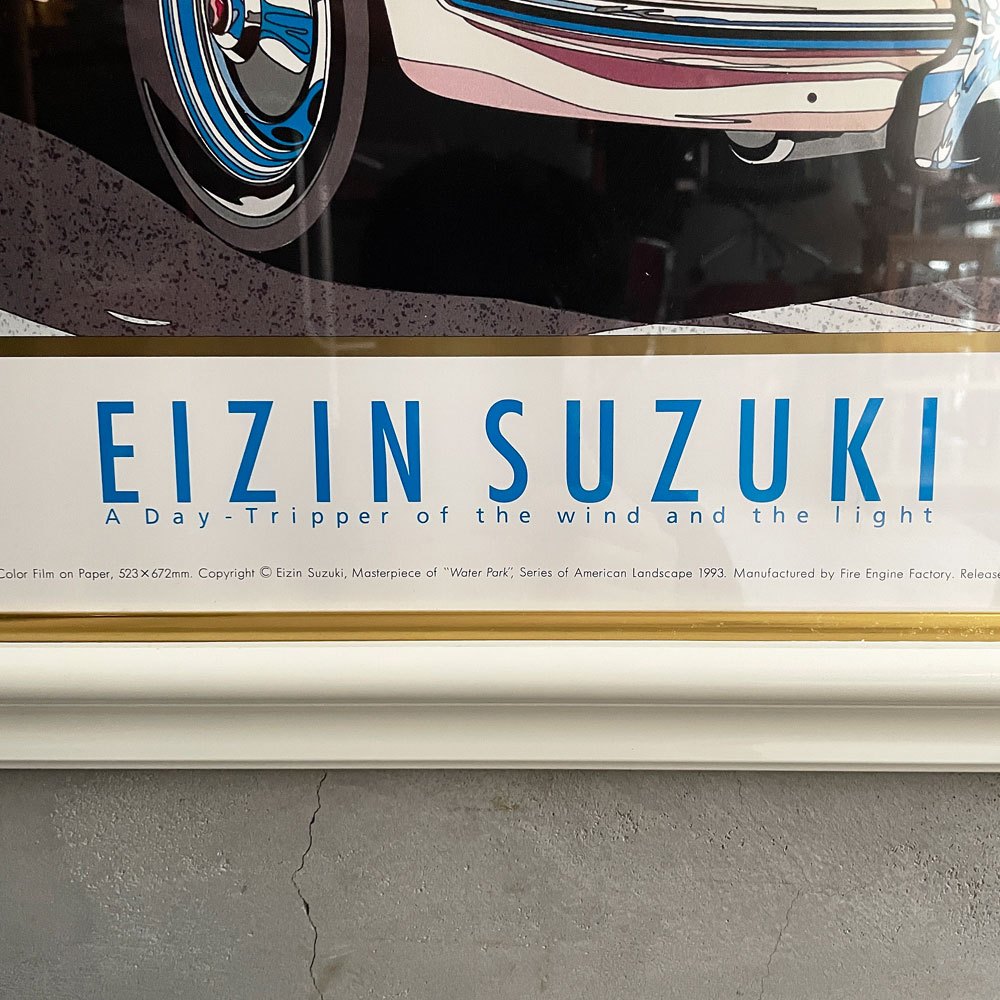 EIZIN SUZUKI
A Day-Tripper of the wind and the light
Color Film on Paper, 523×672mm. Copyright © Eizin Suzuki, Masterpiece of "Water Park", Series of American Landscape 1993. Manufactured by Fire Engine Factory. Release